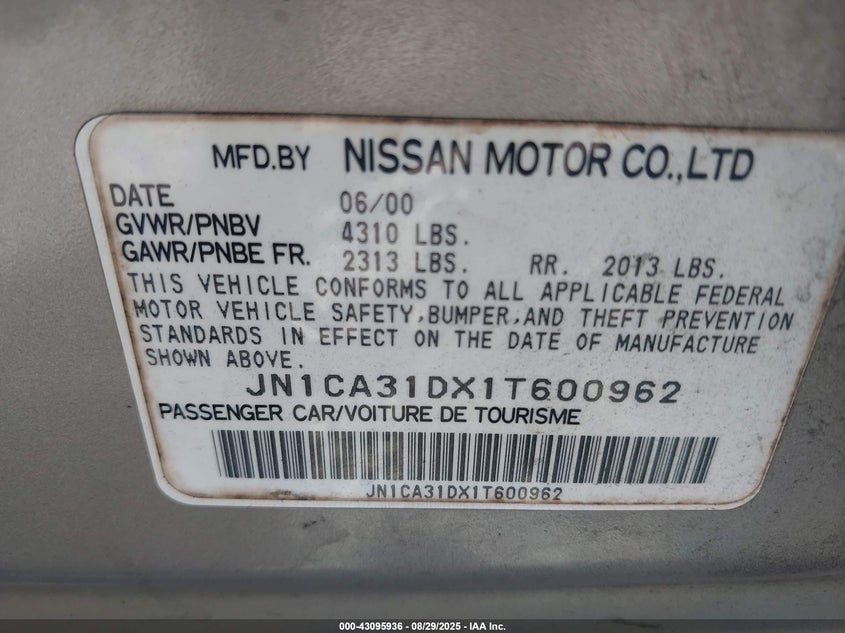 MFD.BY NISSAN MOTOR CO.,LTD
DATE 06/00
GVWR/PNBV 4310 LBS.
GAWR/PNBE FR. 2313 LBS. RR. 2013 LBS.
THIS VEHICLE CONFORMS TO ALL APPLICABLE FEDERAL
MOTOR VEHICLE SAFETY,BUMPER,AND THEFT PREVENTION
STANDARDS IN EFFECT ON THE DATE OF MANUFACTURE
SHOWN ABOVE.
JN1CA31DX1T600962
PASSENGER CAR/VOITURE DE TOURISME
JN1CA31DX1T600962
000-43095936 - 08/29/2025 - IAA Inc.